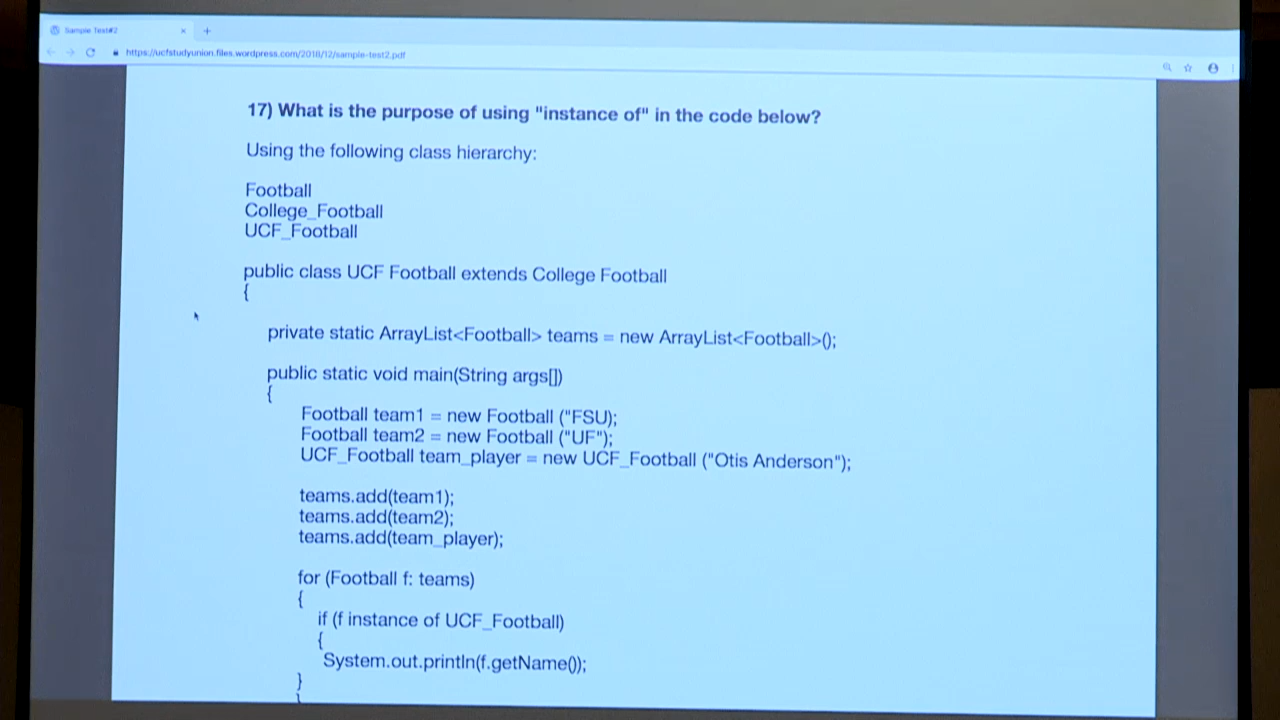 Sample Test#2
https://ucfstudyunion.files.wordpress.com/2018/12/sample-test2.pdf
17) What is the purpose of using "instance of" in the code below?
Using the following class hierarchy:
Football
College_Football
UCF_Football
public class UCF Football extends College Football
{
private static ArrayList<Football> teams = new ArrayList<Football>();
public static void main(String args[])
{
Football team1 = new Football ("FSU);
Football team2 = new Football ("UF");
UCF_Football team_player = new UCF_Football ("Otis Anderson");
teams.add(team1);
teams.add(team2);
teams.add(team_player);
for (Football f: teams)
{
if (f instance of UCF_Football)
{
System.out.println(f.getName());
}